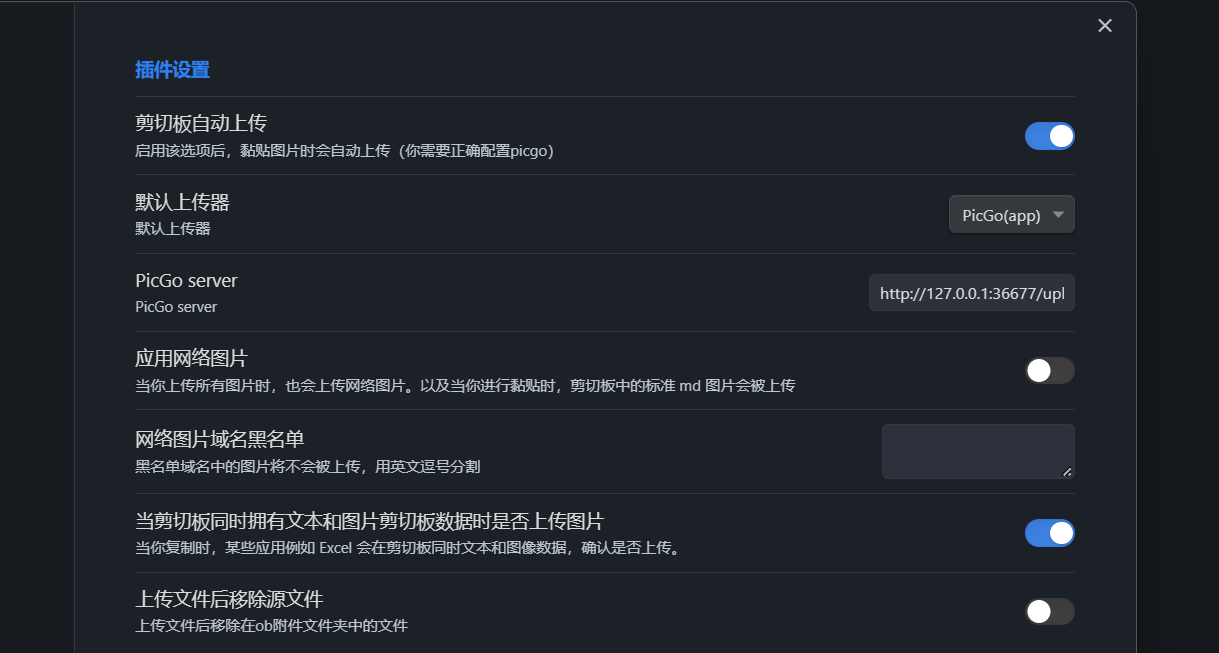 插件设置
剪切板自动上传
启用该选项后，黏贴图片时会自动上传（你需要正确配置picgo）
默认上传器
默认上传器
PicGo(app)
PicGo server
PicGo server
http://127.0.0.1:36677/upl
应用网络图片
当你上传所有图片时，也会上传网络图片。以及当你进行黏贴时，剪切板中的标准 md 图片会被上传
网络图片域名黑名单
黑名单域名中的图片将不会被上传，用英文逗号分割
当剪切板同时拥有文本和图片剪切板数据时是否上传图片
当你复制时，某些应用例如 Excel 会在剪切板同时文本和图像数据，确认是否上传。
上传文件后移除源文件
上传文件后移除在ob附件文件夹中的文件